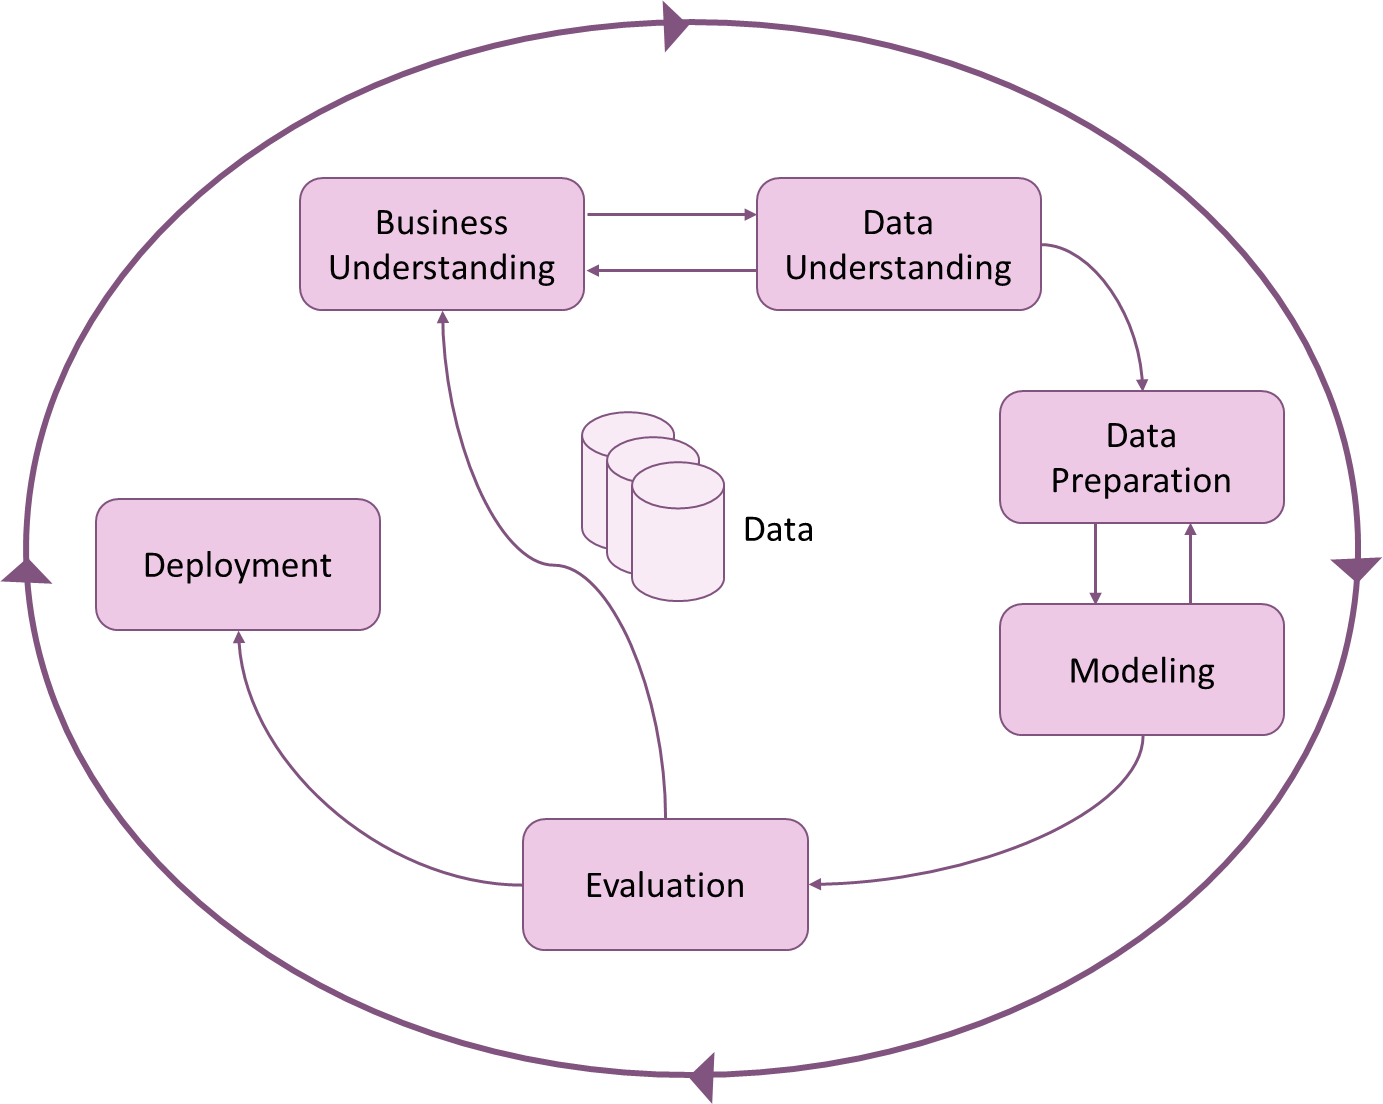 Business
Understanding
Data
Understanding
Data
Preparation
Data
Deployment
Modeling
Evaluation